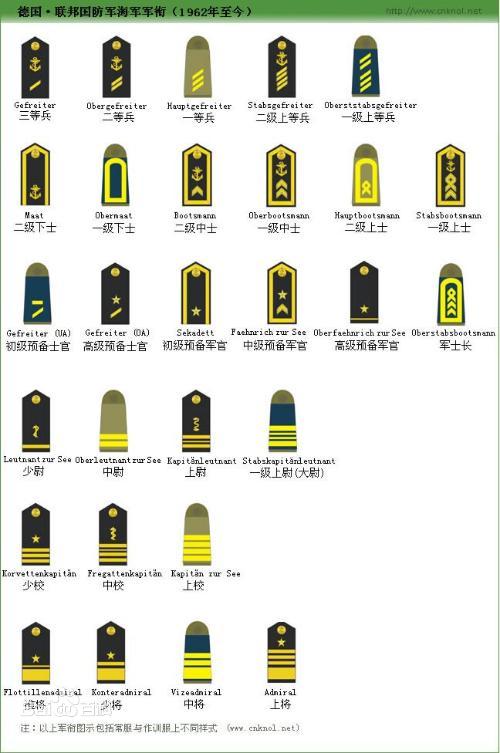 德国·联邦国防军海军军衔（1962年至今） http://www.cnknol.net
Gefreiter Obergefreiter Hauptgefreiter Stabsgefreiter Oberststabsgefreiter
三等兵 二等兵 一等兵 二级上等兵 一级上等兵
Maat Obermaat Bootsmann Oberbootsmann Hauptbootsmann Stabsbootsmann
二级下士 一级下士 二级中士 一级中士 二级上士 一级上士
Gefreiter (UA) Gefreiter (OA) Sekadett Faehnrich zur See Oberfaehnrich zur See Oberstabsbootsmann
初级预备士官 高级预备士官 初级预备军官 中级预备军官 高级预备军官 军士长
Leutnant zur See Oberleutnant zur See Kapitänleutnant Stabskapitänleutnant
少尉 中尉 上尉 一级上尉(大尉)
Korvettenkapitän Fregattenkapitän Kapitän zur See
少校 中校 上校
Flottillenadmiral Konteradmiral Vizeadmiral Admiral
准将 少将 中将 上将
注：以上军衔图示包括常服与作训服上不同样式 (www.cnknol.net)
Bai 百科